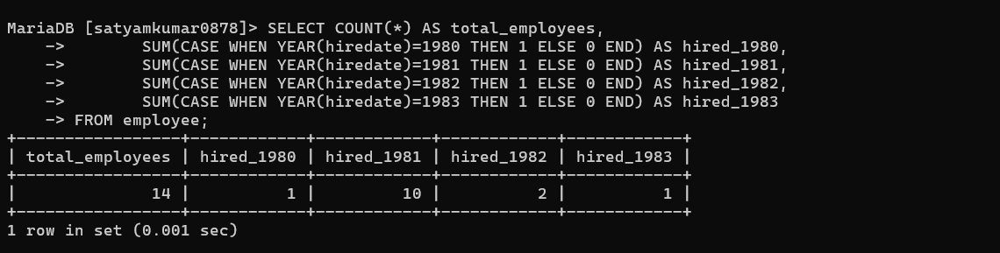 MariaDB [satyamkumar0878]> SELECT COUNT(*) AS total_employees,
    ->        SUM(CASE WHEN YEAR(hiredate)=1980 THEN 1 ELSE 0 END) AS hired_1980,
    ->        SUM(CASE WHEN YEAR(hiredate)=1981 THEN 1 ELSE 0 END) AS hired_1981,
    ->        SUM(CASE WHEN YEAR(hiredate)=1982 THEN 1 ELSE 0 END) AS hired_1982,
    ->        SUM(CASE WHEN YEAR(hiredate)=1983 THEN 1 ELSE 0 END) AS hired_1983
    -> FROM employee;
+-----------------+------------+------------+------------+------------+
| total_employees | hired_1980 | hired_1981 | hired_1982 | hired_1983 |
+-----------------+------------+------------+------------+------------+
|              14 |          1 |         10 |          2 |          1 |
+-----------------+------------+------------+------------+------------+
1 row in set (0.001 sec)